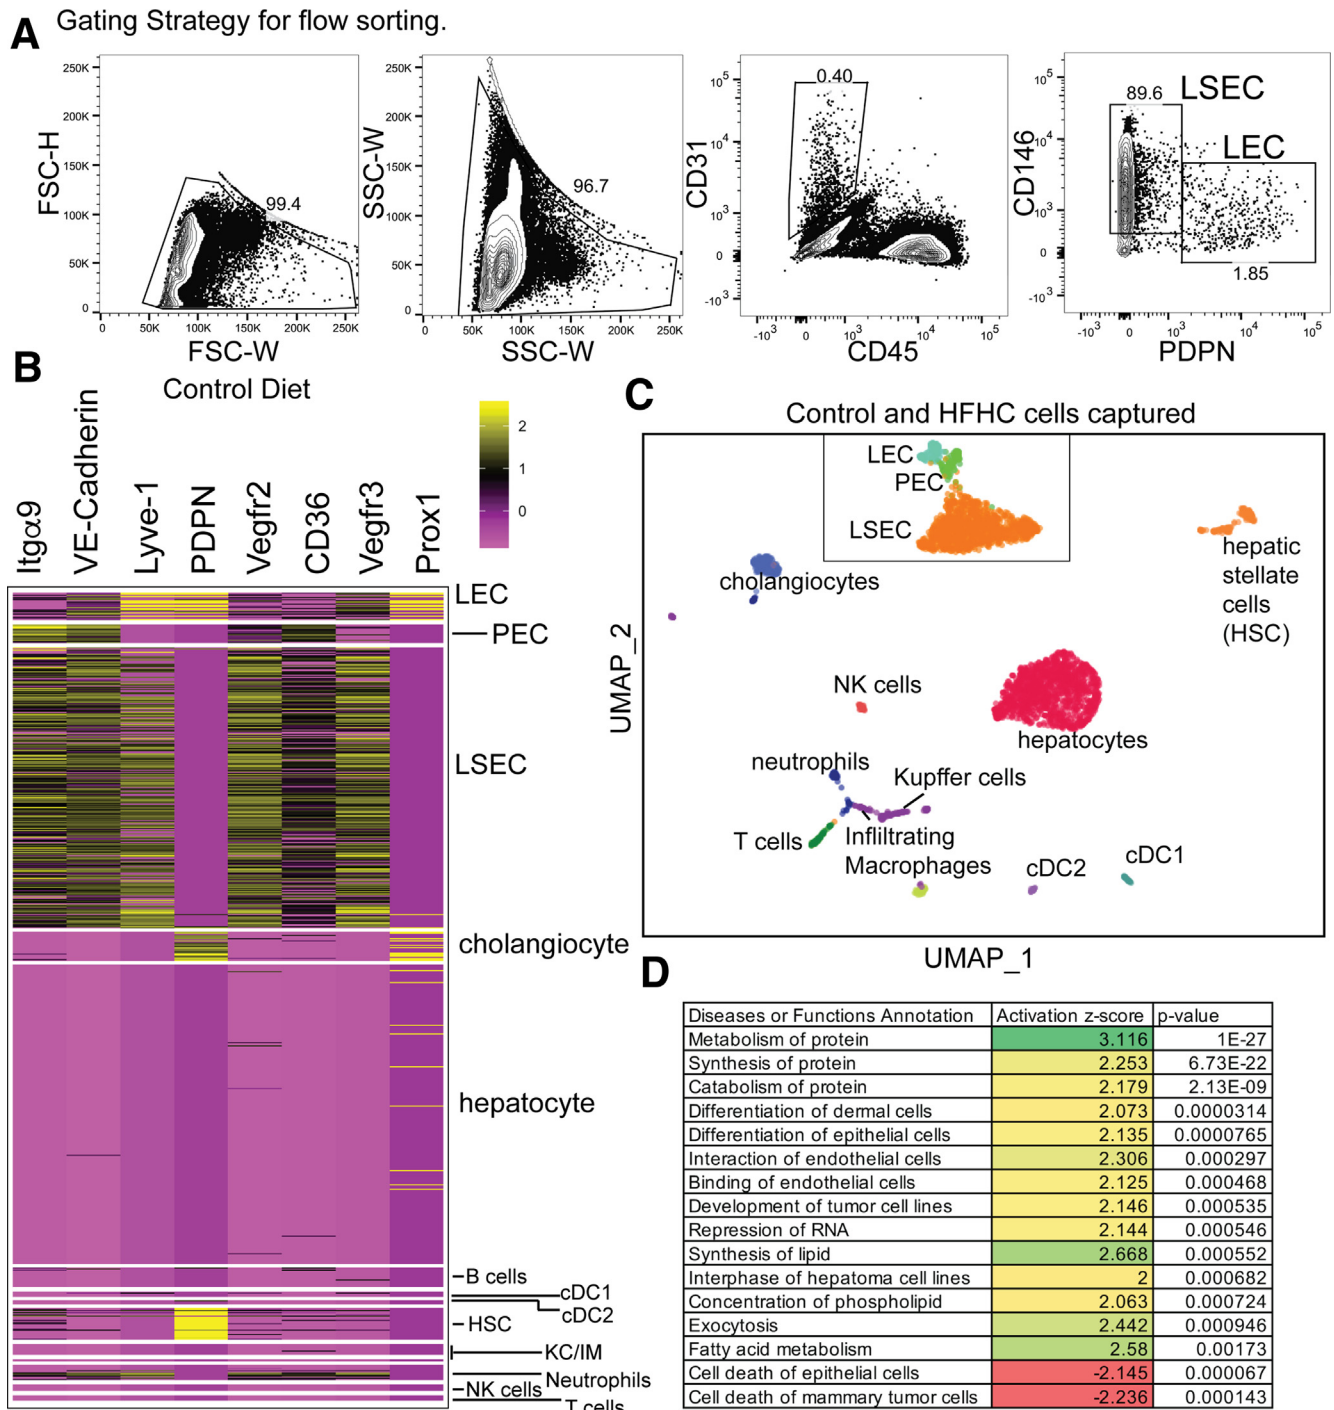 A Gating Strategy for flow sorting.
250K
200K
150K
100K
50K
0
FSC-H
99.4
0 50K 100K 150K 200K 250K
FSC-W
250K
200K
150K
100K
50K
0
SSC-W
96.7
0 50K 100K 150K 200K 250K
SSC-W
10^5
10^4
10^3
0
-10^3
CD31
0.40
-10^3 0 10^3 10^4 10^5
CD45
10^5
10^4
10^3
0
-10^3
CD146
89.6 LSEC
LEC
1.85
-10^3 0 10^3 10^4 10^5
PDPN
B
Control Diet
2
1
0
Itgα9
VE-Cadherin
Lyve-1
PDPN
Vegfr2
CD36
Vegfr3
Prox1
LEC
PEC
LSEC
cholangiocyte
hepatocyte
B cells
cDC1
cDC2
HSC
KC/IM
Neutrophils
NK cells
T cells
C
Control and HFHC cells captured
LEC
PEC
LSEC
cholangiocytes
hepatic
stellate
cells
(HSC)
NK cells
hepatocytes
neutrophils
Kupffer cells
T cells
Infiltrating
Macrophages
cDC2
cDC1
UMAP_2
UMAP_1
D
Diseases or Functions Annotation Activation z-score p-value
Metabolism of protein 3.116 1E-27
Synthesis of protein 2.253 6.73E-22
Catabolism of protein 2.179 2.13E-09
Differentiation of dermal cells 2.073 0.0000314
Differentiation of epithelial cells 2.135 0.0000765
Interaction of endothelial cells 2.306 0.000297
Binding of endothelial cells 2.125 0.000468
Development of tumor cell lines 2.146 0.000535
Repression of RNA 2.144 0.000546
Synthesis of lipid 2.668 0.000552
Interphase of hepatoma cell lines 2 0.000682
Concentration of phospholipid 2.063 0.000724
Exocytosis 2.442 0.000946
Fatty acid metabolism 2.58 0.00173
Cell death of epithelial cells -2.145 0.000067
Cell death of mammary tumor cells -2.236 0.000143